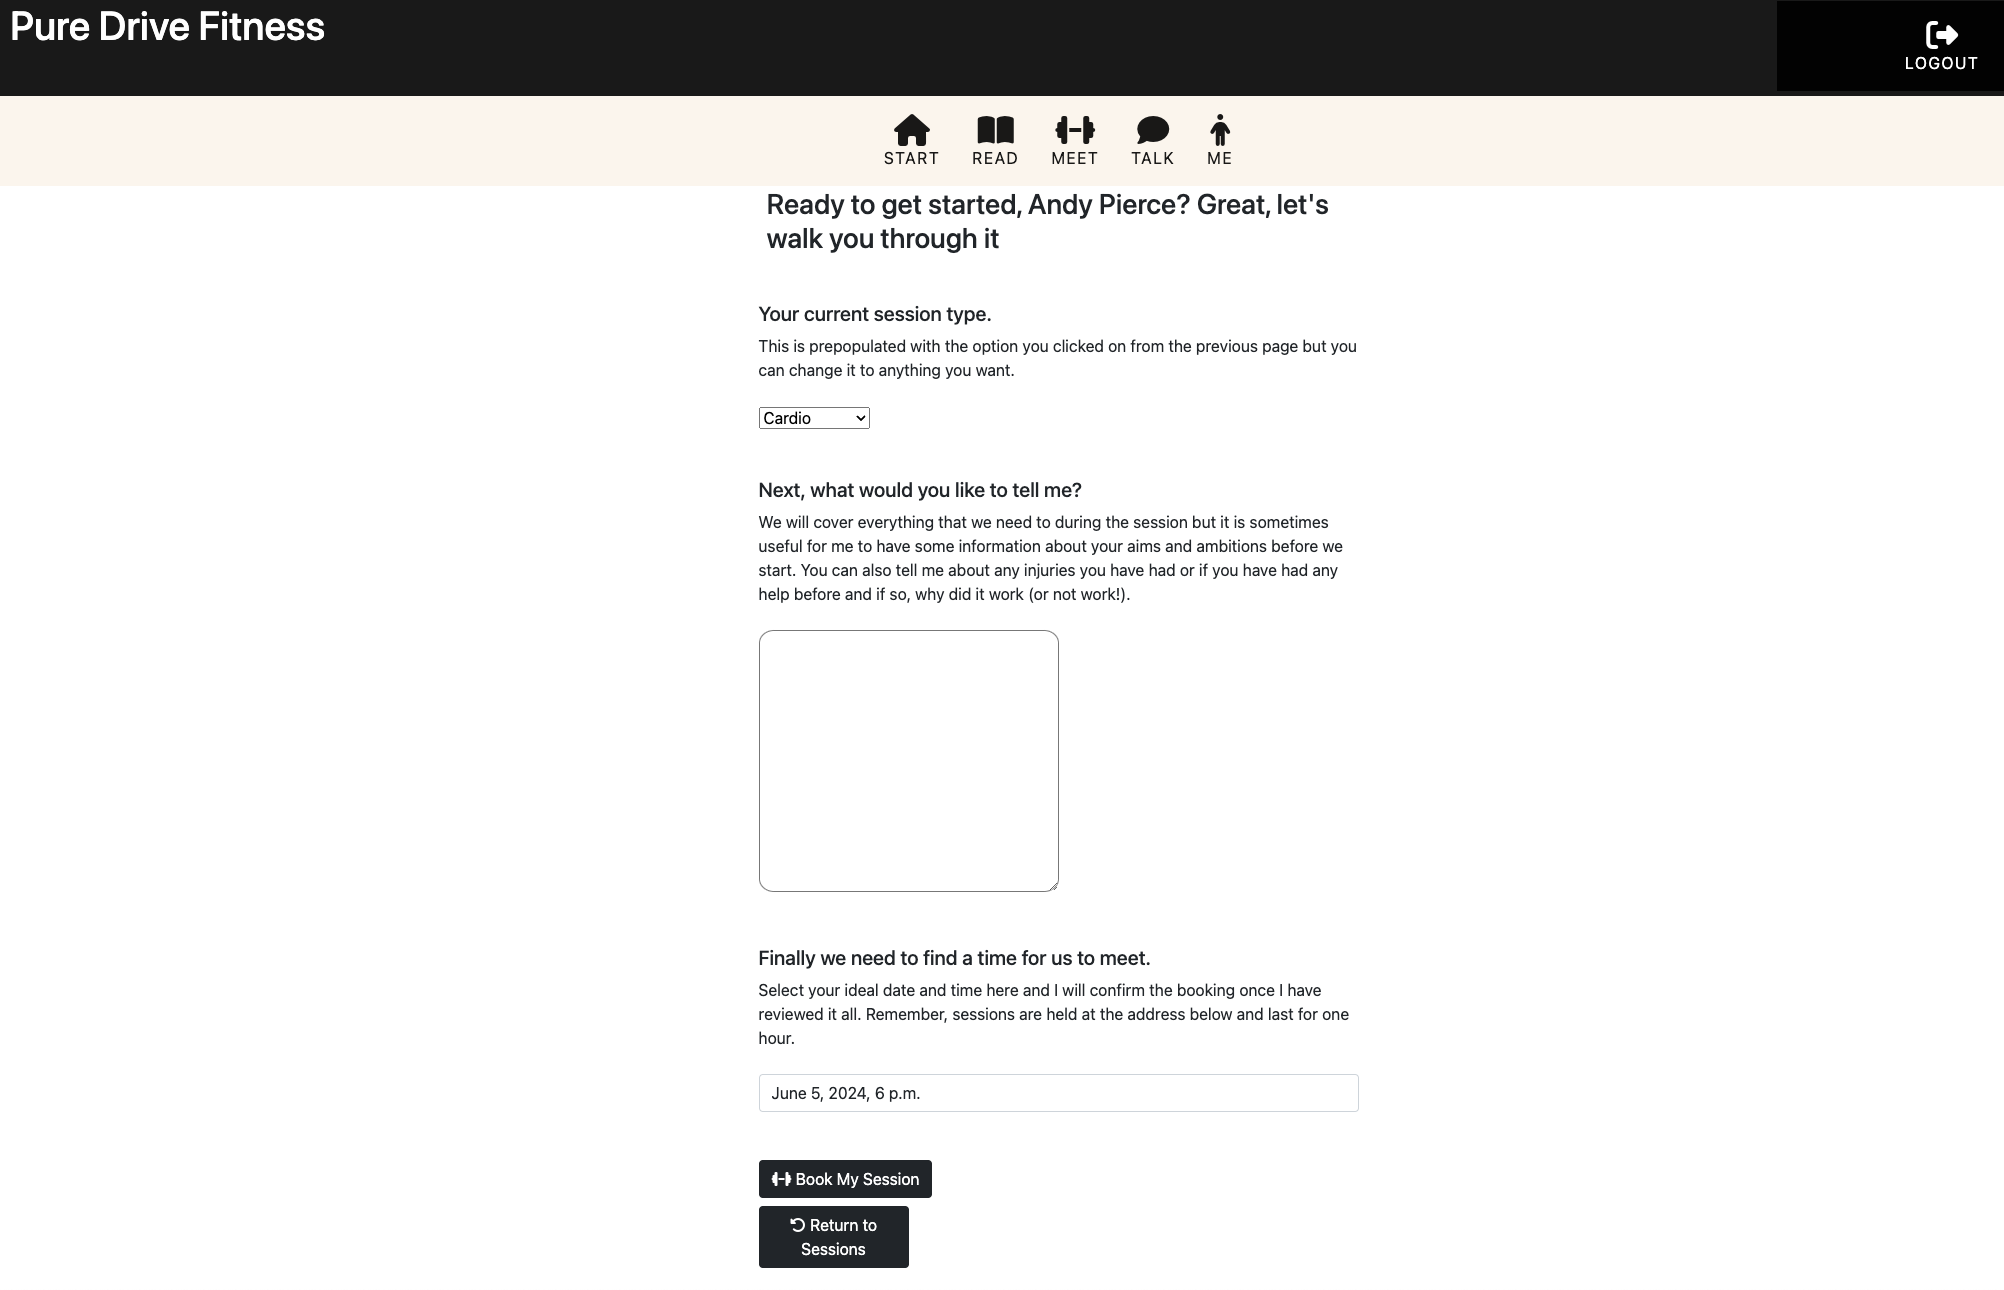 Pure Drive Fitness
LOGOUT
START READ MEET TALK ME
Ready to get started, Andy Pierce? Great, let's
walk you through it
Your current session type.
This is prepopulated with the option you clicked on from the previous page but you
can change it to anything you want.
Cardio
Next, what would you like to tell me?
We will cover everything that we need to during the session but it is sometimes
useful for me to have some information about your aims and ambitions before we
start. You can also tell me about any injuries you have had or if you have had any
help before and if so, why did it work (or not work!).
Finally we need to find a time for us to meet.
Select your ideal date and time here and I will confirm the booking once I have
reviewed it all. Remember, sessions are held at the address below and last for one
hour.
June 5, 2024, 6 p.m.
Book My Session
Return to
Sessions